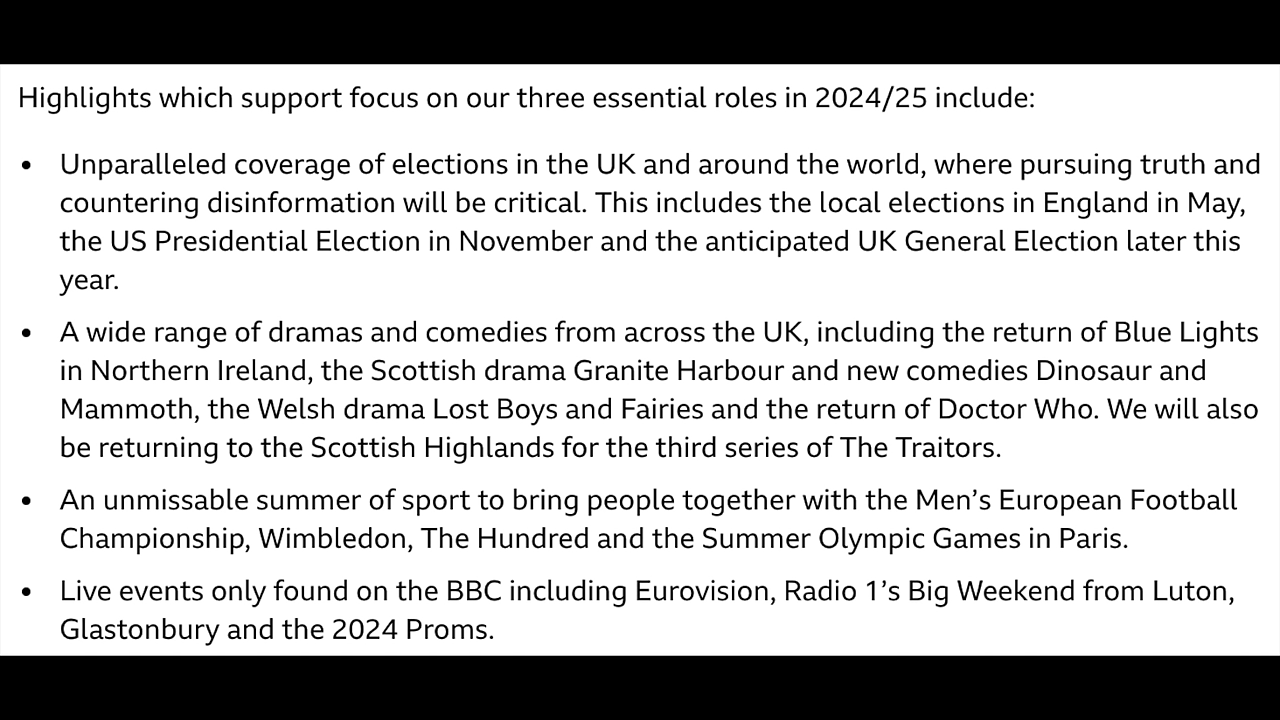 Highlights which support focus on our three essential roles in 2024/25 include:
• Unparalleled coverage of elections in the UK and around the world, where pursuing truth and
countering disinformation will be critical. This includes the local elections in England in May,
the US Presidential Election in November and the anticipated UK General Election later this
year.
• A wide range of dramas and comedies from across the UK, including the return of Blue Lights
in Northern Ireland, the Scottish drama Granite Harbour and new comedies Dinosaur and
Mammoth, the Welsh drama Lost Boys and Fairies and the return of Doctor Who. We will also
be returning to the Scottish Highlands for the third series of The Traitors.
• An unmissable summer of sport to bring people together with the Men’s European Football
Championship, Wimbledon, The Hundred and the Summer Olympic Games in Paris.
• Live events only found on the BBC including Eurovision, Radio 1’s Big Weekend from Luton,
Glastonbury and the 2024 Proms.